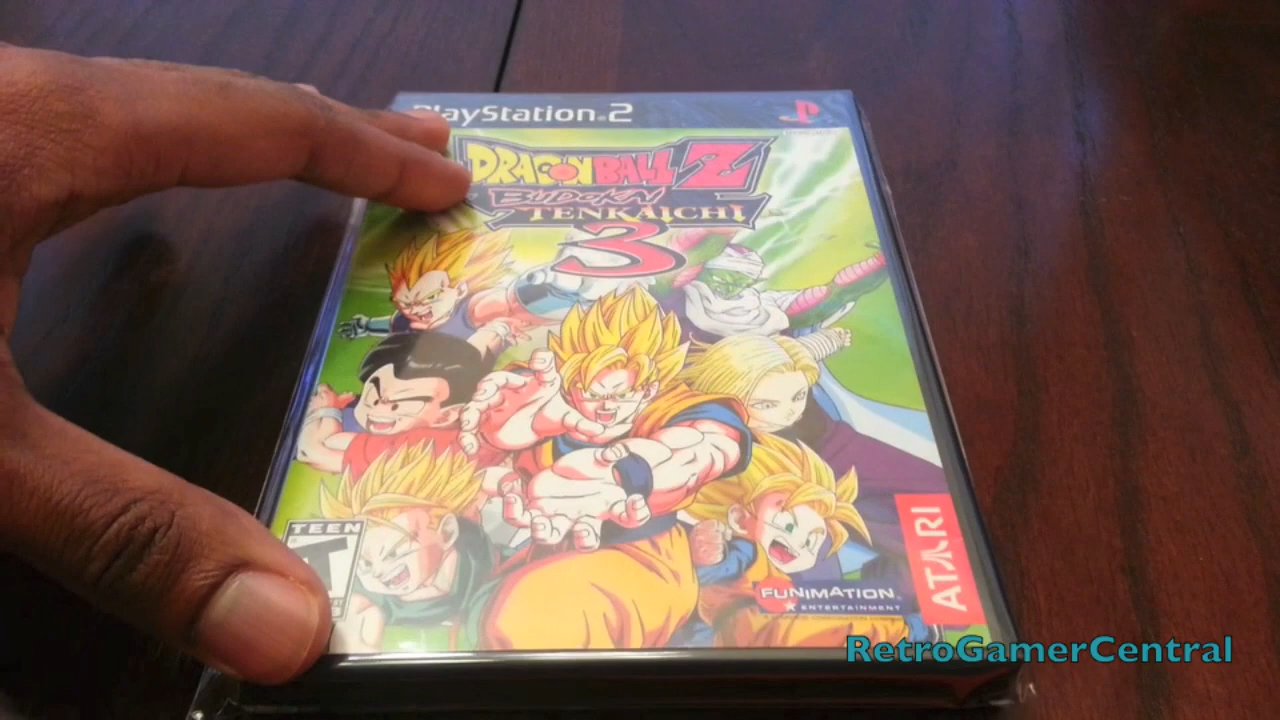 PlayStation.2
DRAGON BALL Z
BUDOKAI
TENKAICHI
3
TEEN
T
FUNIMATION
ENTERTAINMENT
ATARI
RetroGamerCentral